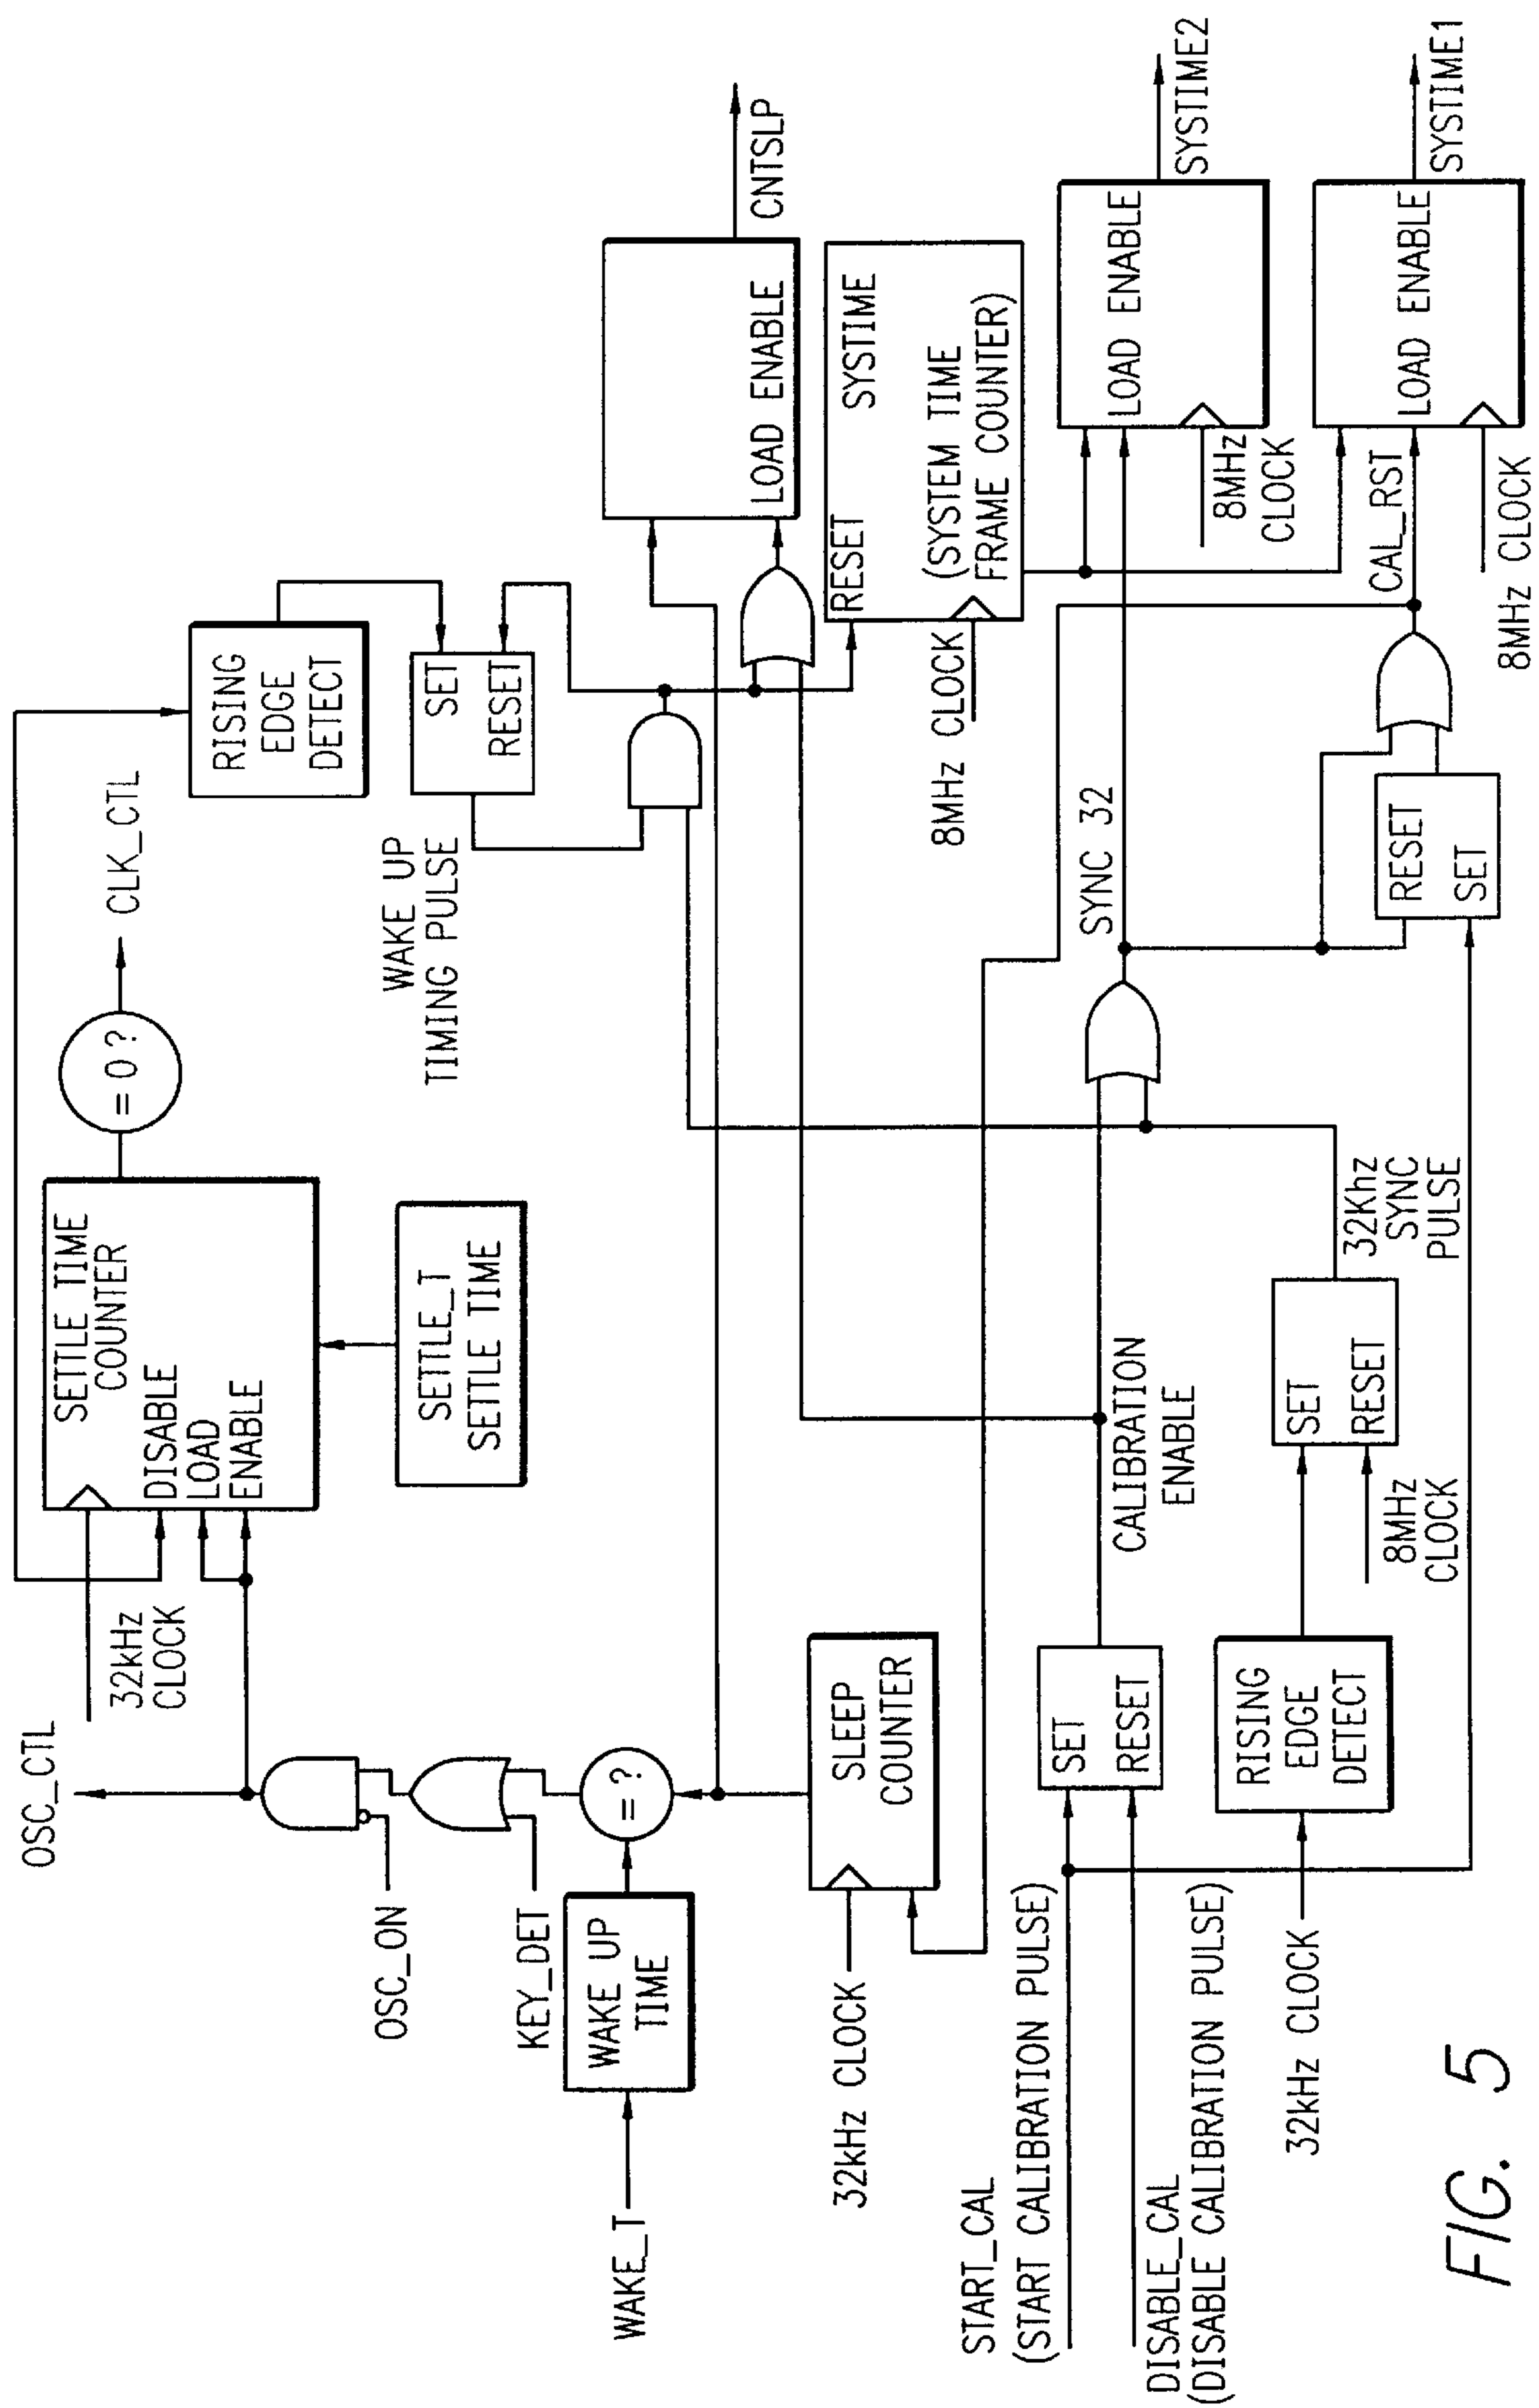 OSC_CTL
32kHz
CLOCK
SETTLE TIME
COUNTER
DISABLE
LOAD
ENABLE
= 0 ?
CLK_CTL
SETTLE_T
SETTLE TIME
RISING
EDGE
DETECT
SET
RESET
WAKE UP
TIMING PULSE
OSC_ON
KEY_DET
WAKE_T
WAKE UP
TIME
= ?
LOAD ENABLE
CNTSLP
32kHz CLOCK
SLEEP
COUNTER
RESET
SYSTIME
(SYSTEM TIME
FRAME COUNTER)
8MHz CLOCK
START_CAL
(START CALIBRATION PULSE)
DISABLE_CAL
(DISABLE CALIBRATION PULSE)
SET
RESET
CALIBRATION
ENABLE
SYNC 32
LOAD ENABLE
8MHz
CLOCK
SYSTIME2
32kHz CLOCK
RISING
EDGE
DETECT
SET
RESET
8MHz
CLOCK
32Khz
SYNC
PULSE
RESET
SET
CAL_RST
LOAD ENABLE
8MHz CLOCK
SYSTIME1
FIG. 5